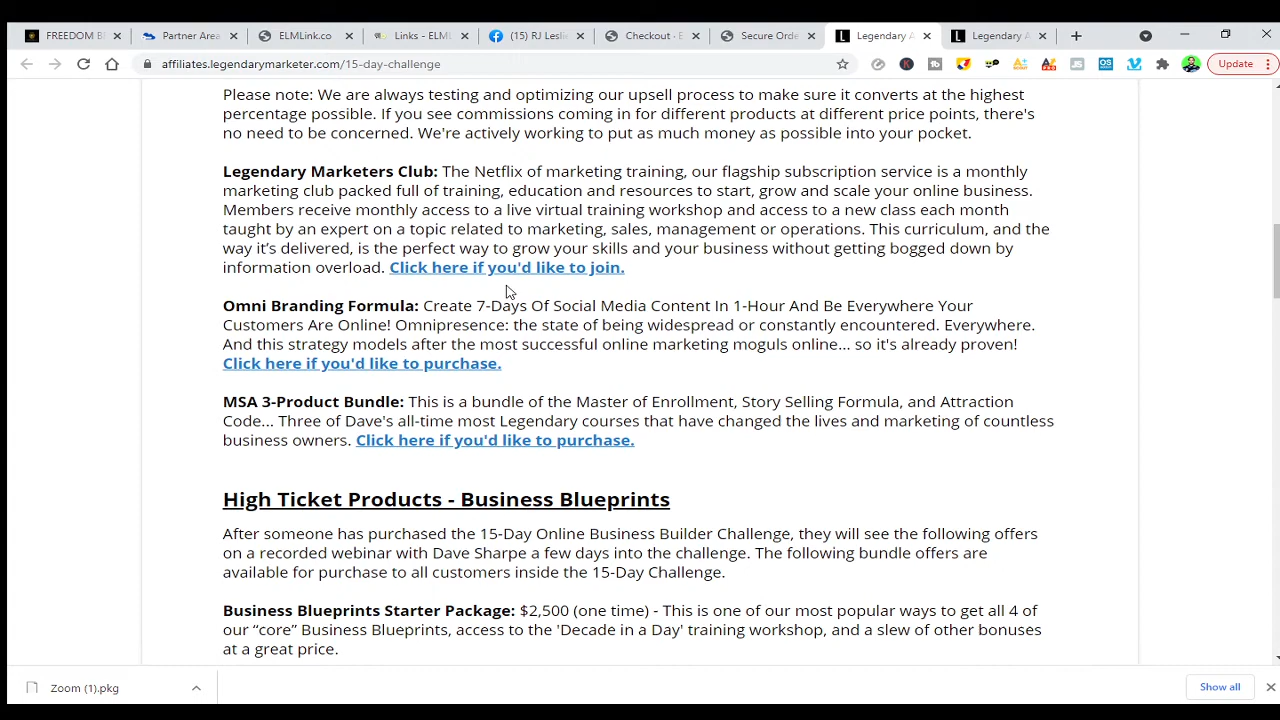 FREEDOM B
Partner Area
ELMLink.co
Links - ELM
(15) RJ Leslie
Checkout - E
Secure Orde
Legendary A
Legendary A
affiliates.legendarymarketer.com/15-day-challenge
Update
Please note: We are always testing and optimizing our upsell process to make sure it converts at the highest
percentage possible. If you see commissions coming in for different products at different price points, there's
no need to be concerned. We're actively working to put as much money as possible into your pocket.
Legendary Marketers Club: The Netflix of marketing training, our flagship subscription service is a monthly
marketing club packed full of training, education and resources to start, grow and scale your online business.
Members receive monthly access to a live virtual training workshop and access to a new class each month
taught by an expert on a topic related to marketing, sales, management or operations. This curriculum, and the
way it’s delivered, is the perfect way to grow your skills and your business without getting bogged down by
information overload. Click here if you'd like to join.
Omni Branding Formula: Create 7-Days Of Social Media Content In 1-Hour And Be Everywhere Your
Customers Are Online! Omnipresence: the state of being widespread or constantly encountered. Everywhere.
And this strategy models after the most successful online marketing moguls online... so it's already proven!
Click here if you'd like to purchase.
MSA 3-Product Bundle: This is a bundle of the Master of Enrollment, Story Selling Formula, and Attraction
Code... Three of Dave's all-time most Legendary courses that have changed the lives and marketing of countless
business owners. Click here if you'd like to purchase.
High Ticket Products - Business Blueprints
After someone has purchased the 15-Day Online Business Builder Challenge, they will see the following offers
on a recorded webinar with Dave Sharpe a few days into the challenge. The following bundle offers are
available for purchase to all customers inside the 15-Day Challenge.
Business Blueprints Starter Package: $2,500 (one time) - This is one of our most popular ways to get all 4 of
our “core” Business Blueprints, access to the 'Decade in a Day' training workshop, and a slew of other bonuses
at a great price.
Zoom (1).pkg
Show all